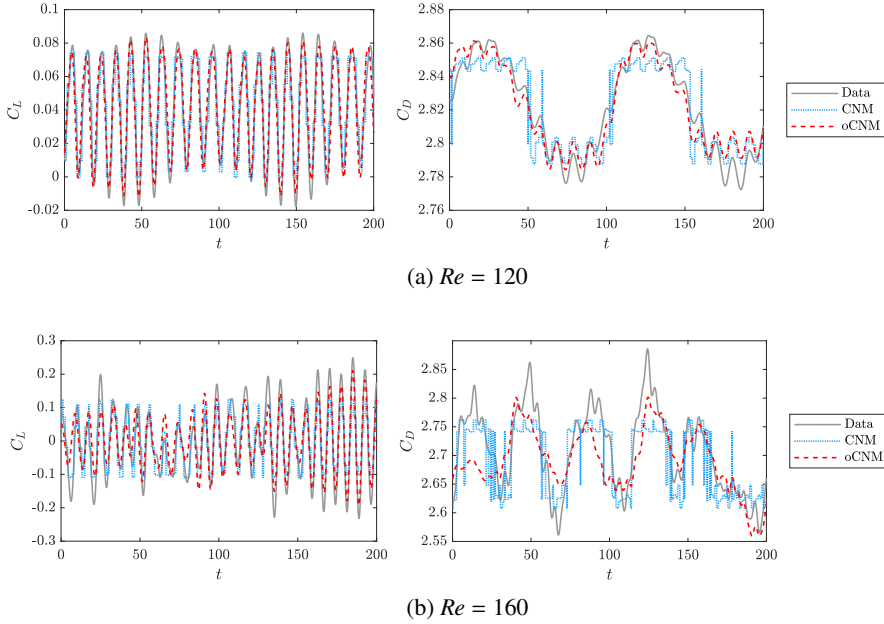 0.1
0.08
0.06
0.04
0.02
0
-0.02
C_L
0 50 100 150 200
t
2.88
2.86
2.84
2.82
2.8
2.78
2.76
C_D
0 50 100 150 200
t
Data
CNM
oCNM
(a) Re = 120
0.3
0.2
0.1
0
-0.1
-0.2
-0.3
C_L
0 50 100 150 200
t
2.9
2.85
2.8
2.75
2.7
2.65
2.6
2.55
C_D
0 50 100 150 200
t
Data
CNM
oCNM
(b) Re = 160